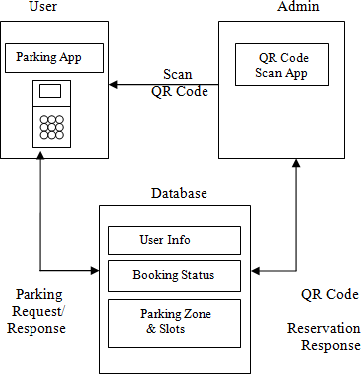 User
Admin
Parking App
QR Code
Scan App
Scan
QR Code
Database
User Info
Booking Status
Parking Zone
& Slots
Parking
Request/
Response
QR Code
Reservation
Response